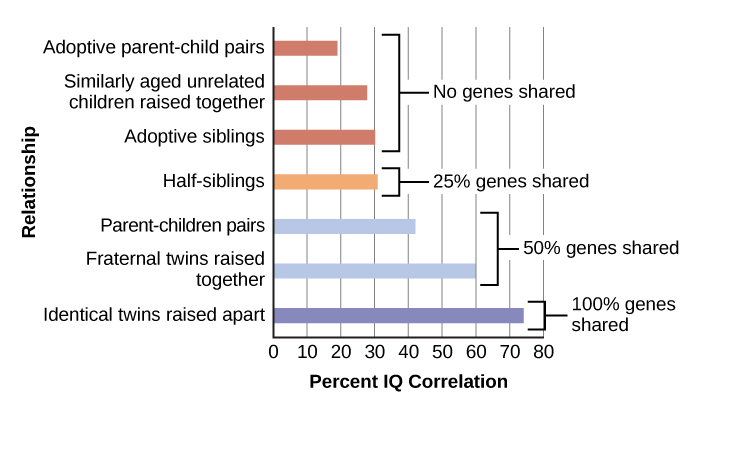 Adoptive parent-child pairs
Similarly aged unrelated
children raised together
No genes shared
Adoptive siblings
Half-siblings
25% genes shared
Relationship
Parent-children pairs
50% genes shared
Fraternal twins raised
together
Identical twins raised apart
100% genes
shared
0 10 20 30 40 50 60 70 80
Percent IQ Correlation